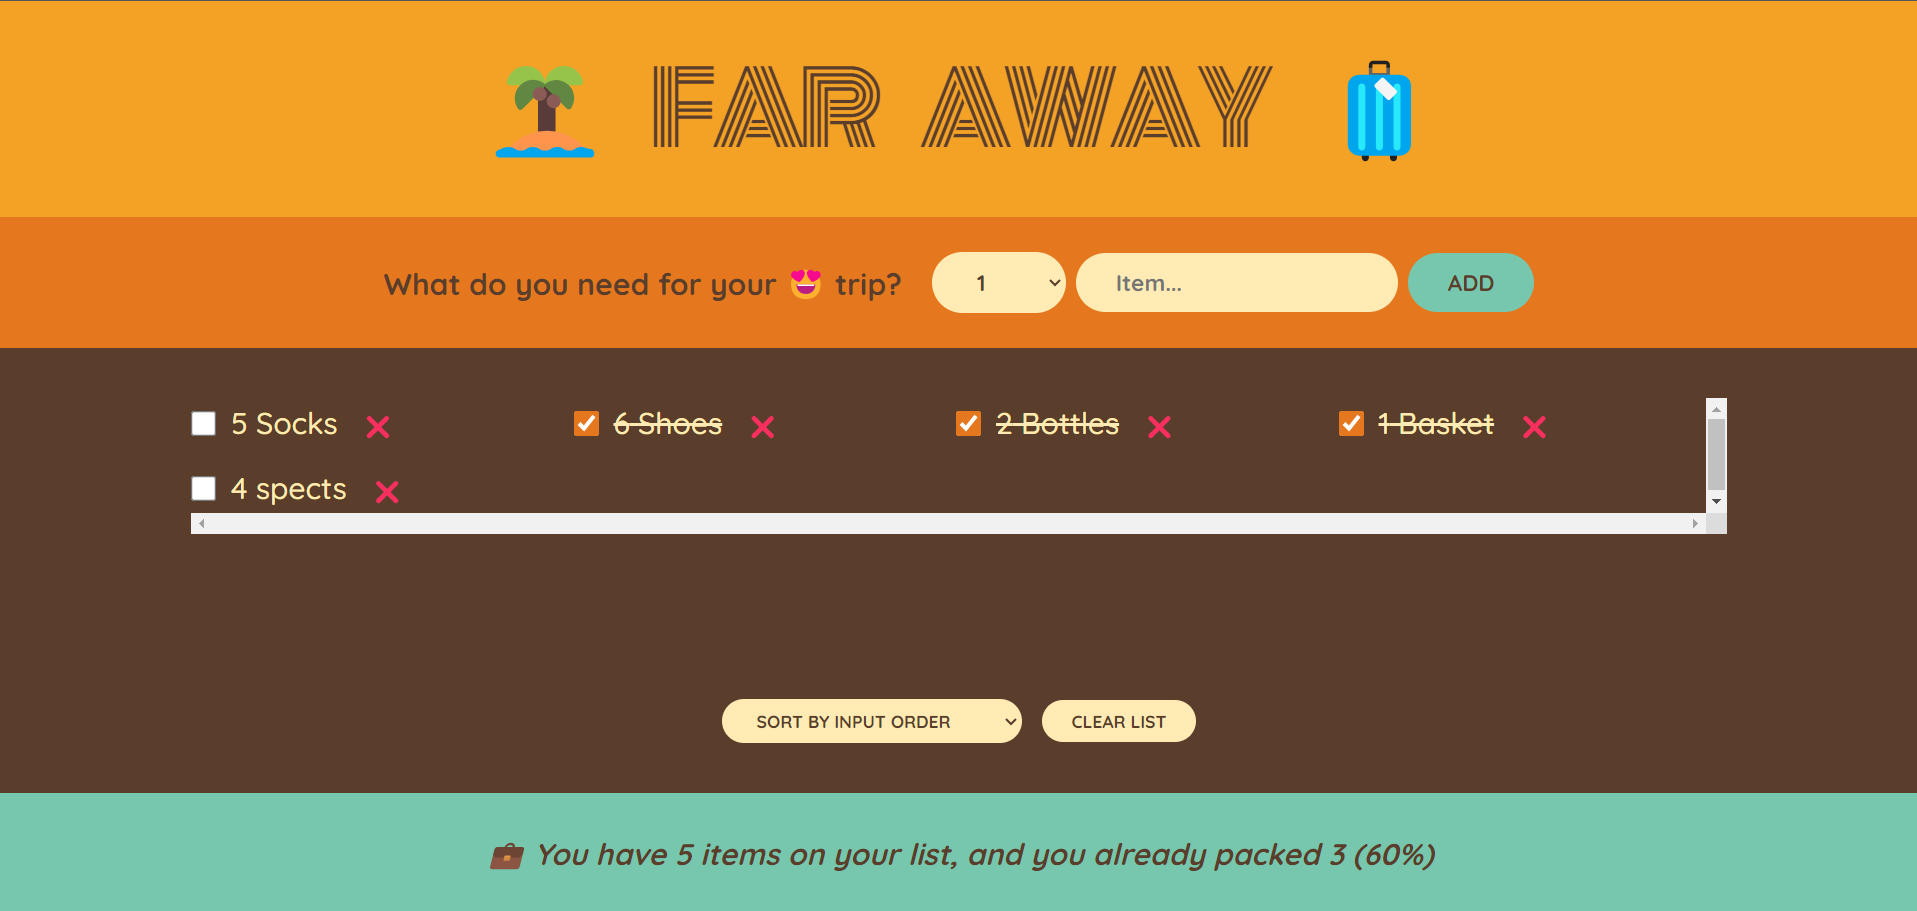 FAR AWAY
What do you need for your 😍 trip? 1 Item... ADD
5 Socks ❌ 6 Shoes ❌ 2 Bottles ❌ 1 Basket ❌
4 spects ❌
SORT BY INPUT ORDER CLEAR LIST
💼 You have 5 items on your list, and you already packed 3 (60%)